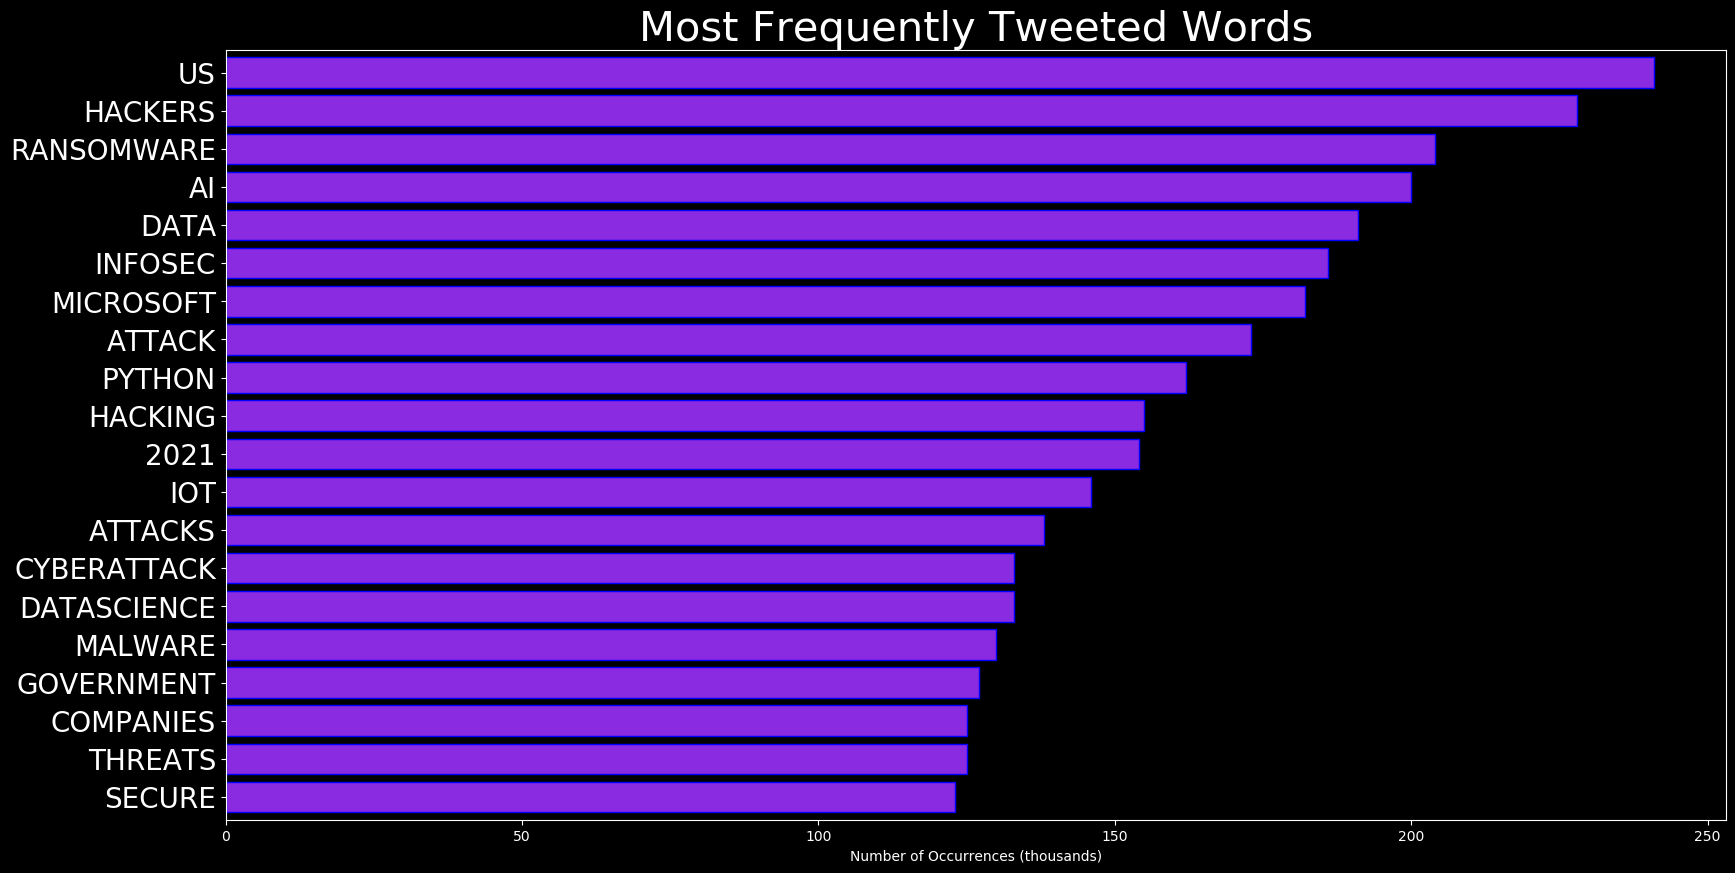 Most Frequently Tweeted Words
US
HACKERS
RANSOMWARE
AI
DATA
INFOSEC
MICROSOFT
ATTACK
PYTHON
HACKING
2021
IOT
ATTACKS
CYBERATTACK
DATASCIENCE
MALWARE
GOVERNMENT
COMPANIES
THREATS
SECURE
0 50 100 150 200 250
Number of Occurrences (thousands)